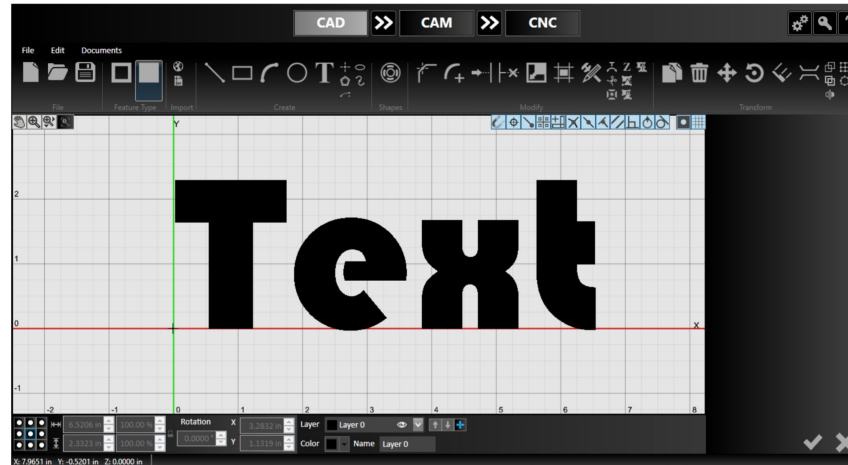 CAD CAM CNC
File Edit Documents
File Feature Type Import Create Shapes Modify Transform
Y
2
1
0
-1
Text
X
-2 -1 0 1 2 3 4 5 6 7 8
6.5206 in 100.00 % Rotation X 3.2832 in Layer Layer 0
2.3323 in 100.00 % 0.0000 ° Y 1.1319 in Color Name Layer 0
X: 7.9651 in Y: -0.5201 in Z: 0.0000 in